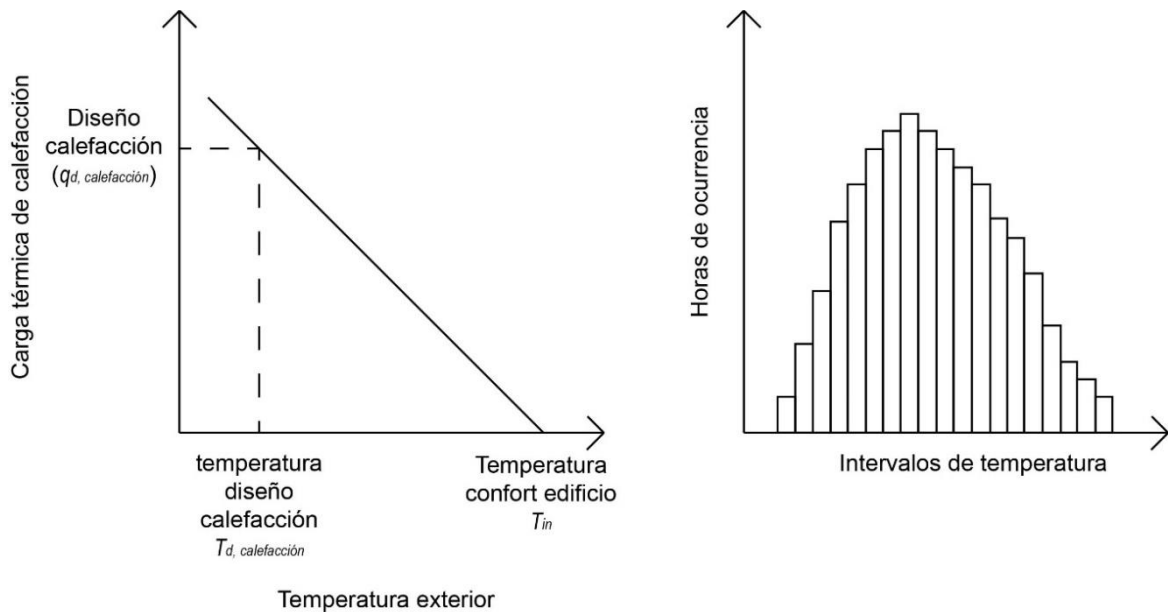 Carga térmica de calefacción
Diseño
calefacción
(qd, calefacción)
temperatura
diseño
calefacción
Td, calefacción
Temperatura
confort edificio
Tin
Temperatura exterior
Horas de ocurrencia
Intervalos de temperatura